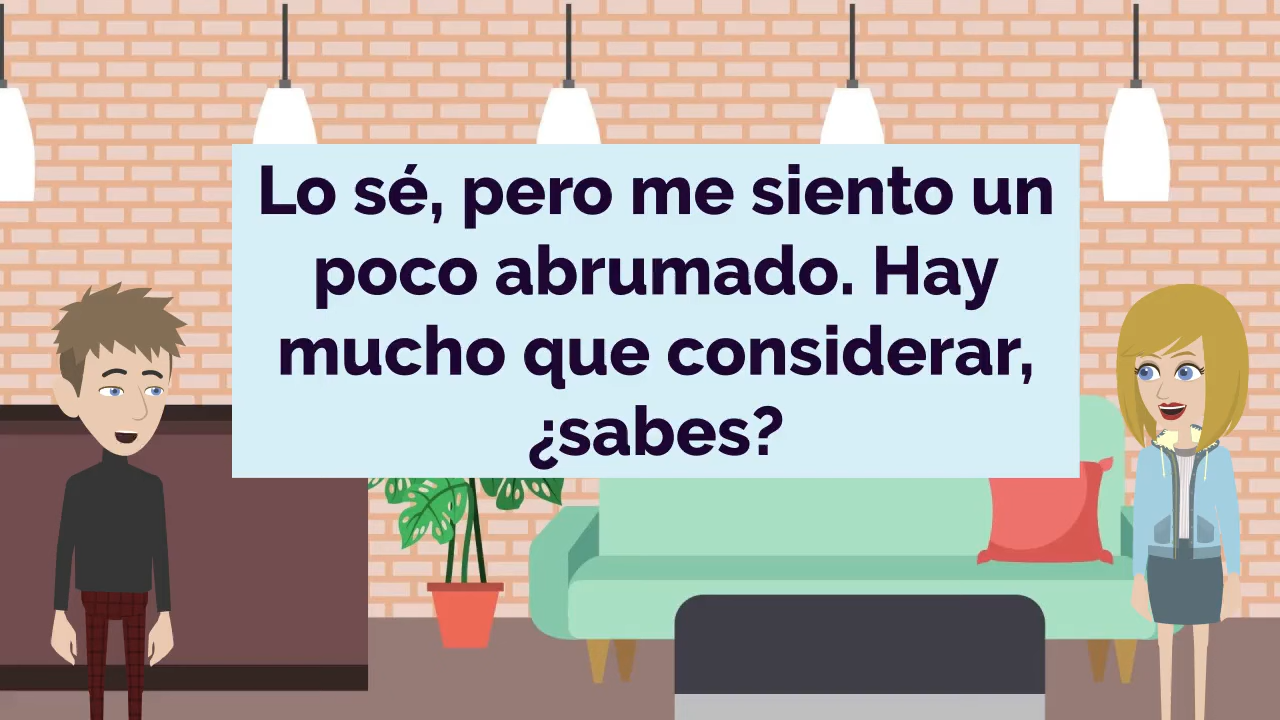 Lo sé, pero me siento un
poco abrumado. Hay
mucho que considerar,
¿sabes?